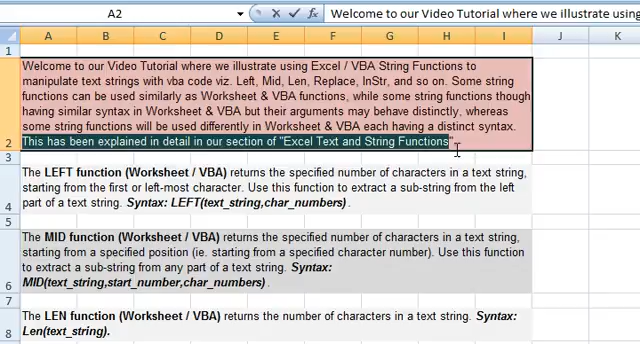 A2
Welcome to our Video Tutorial where we illustrate using
A B C D E F G H I J K
1
Welcome to our Video Tutorial where we illustrate using Excel / VBA String Functions to
manipulate text strings with vba code viz. Left, Mid, Len, Replace, InStr, and so on. Some string
functions can be used similarly as Worksheet & VBA functions, while some string functions though
having similar syntax in Worksheet & VBA but their arguments may behave distinctly, whereas
some string functions will be used differently in Worksheet & VBA each having a distinct syntax.
2 This has been explained in detail in our section of "Excel Text and String Functions".
3
The LEFT function (Worksheet / VBA) returns the specified number of characters in a text string,
starting from the first or left-most character. Use this function to extract a sub-string from the left
4 part of a text string. Syntax: LEFT(text_string,char_numbers) .
5
The MID function (Worksheet / VBA) returns the specified number of characters in a text string,
starting from a specified position (ie. starting from a specified character number). Use this function
to extract a sub-string from any part of a text string. Syntax:
6 MID(text_string,start_number,char_numbers) .
7
The LEN function (Worksheet / VBA) returns the number of characters in a text string. Syntax:
8 Len(text_string).